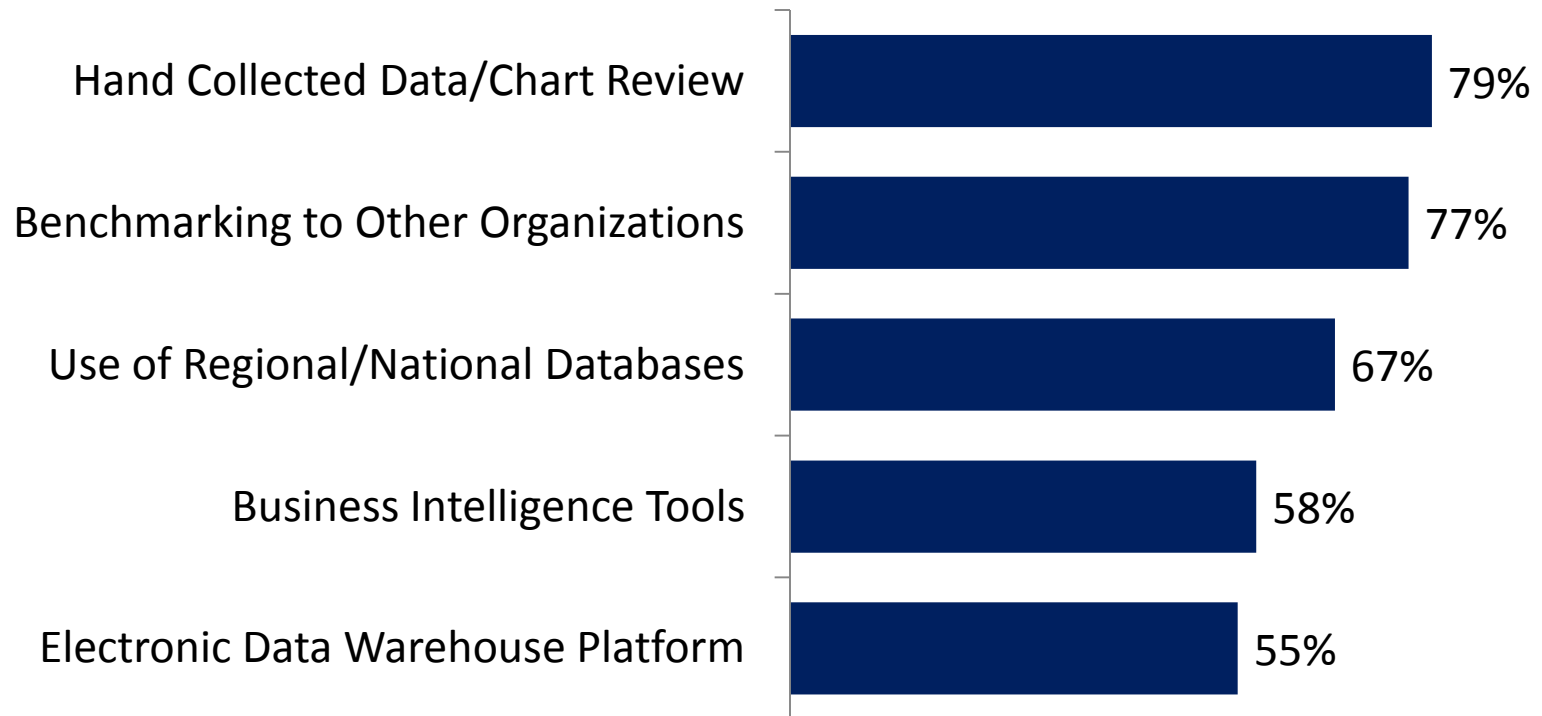 Hand Collected Data/Chart Review 79%
Benchmarking to Other Organizations 77%
Use of Regional/National Databases 67%
Business Intelligence Tools 58%
Electronic Data Warehouse Platform 55%